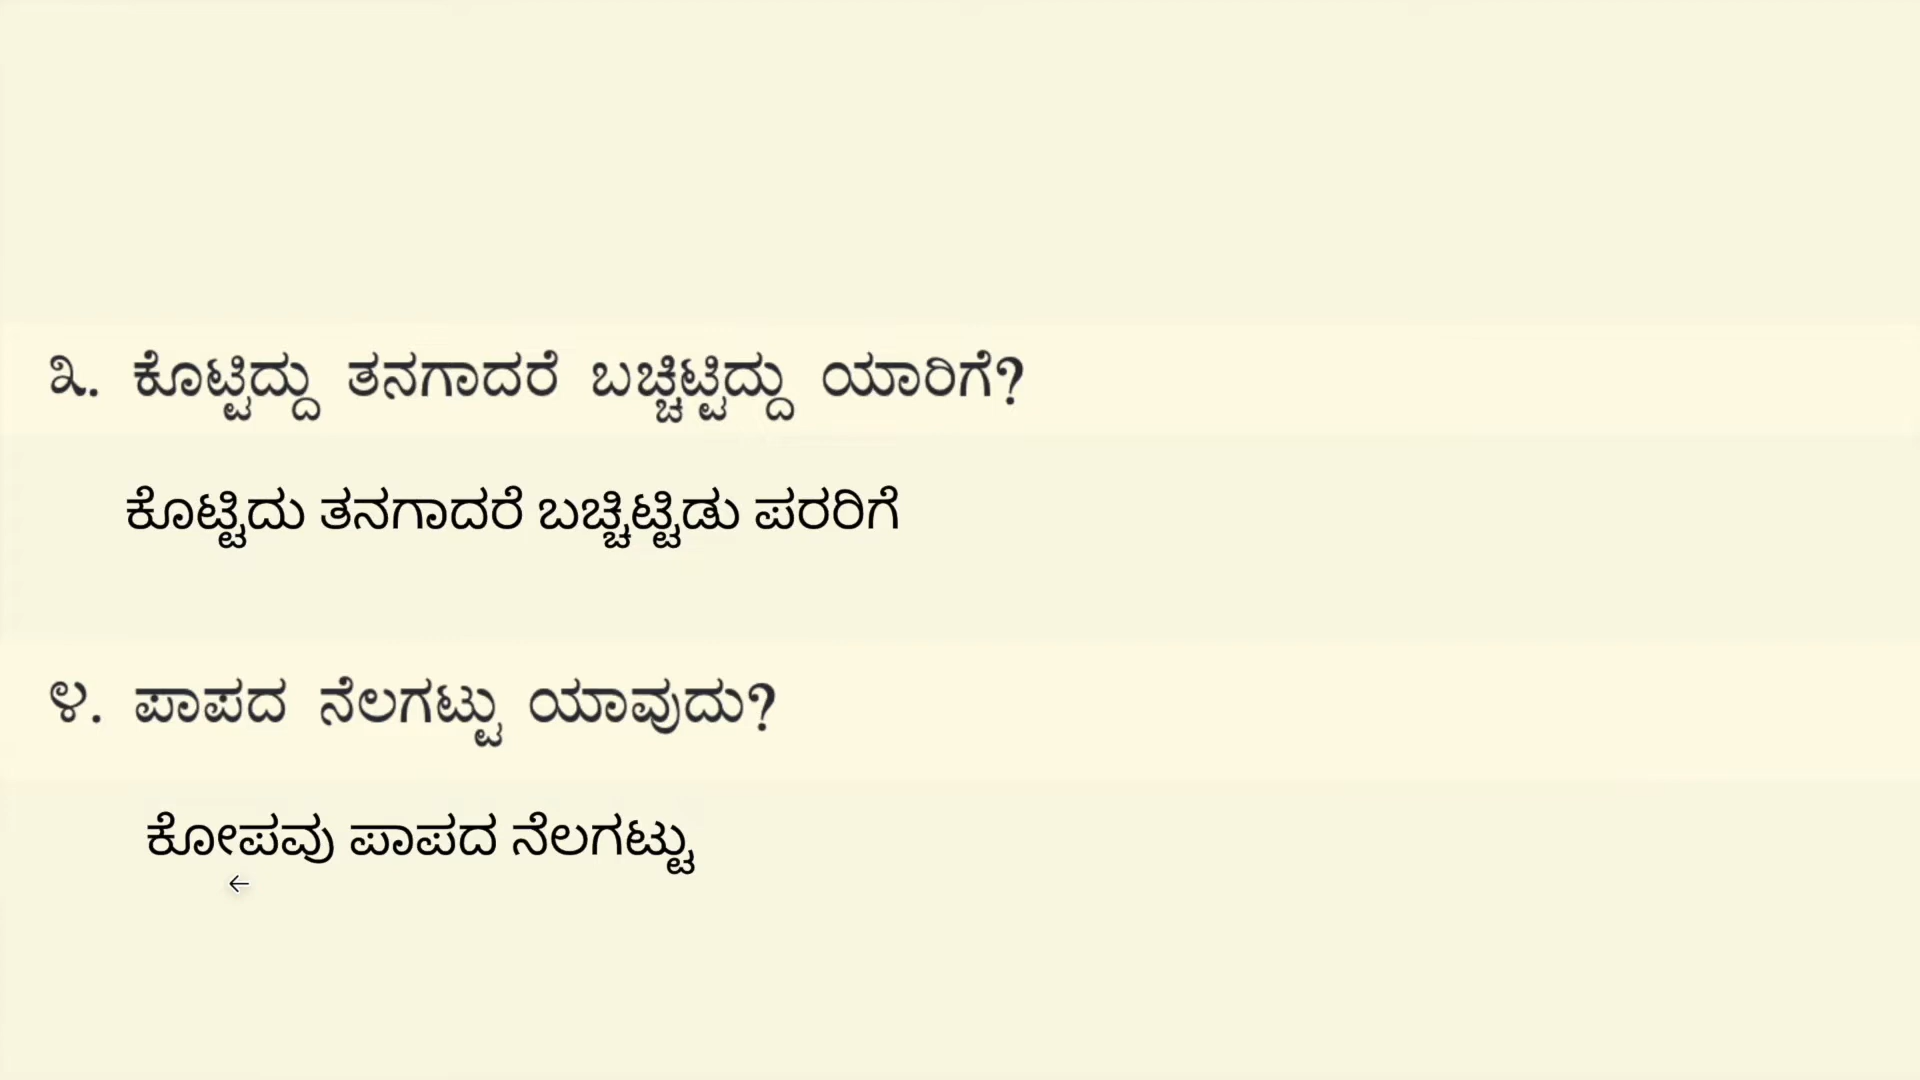 ೩. ಕೊಟ್ಟಿದ್ದು ತನಗಾದರೆ ಬಚ್ಚಿಟ್ಟಿದ್ದು ಯಾರಿಗೆ?
ಕೊಟ್ಟಿದು ತನಗಾದರೆ ಬಚ್ಚಿಟ್ಟಿಡು ಪರರಿಗೆ
೪. ಪಾಪದ ನೆಲಗಟ್ಟು ಯಾವುದು?
ಕೋಪವು ಪಾಪದ ನೆಲಗಟ್ಟು